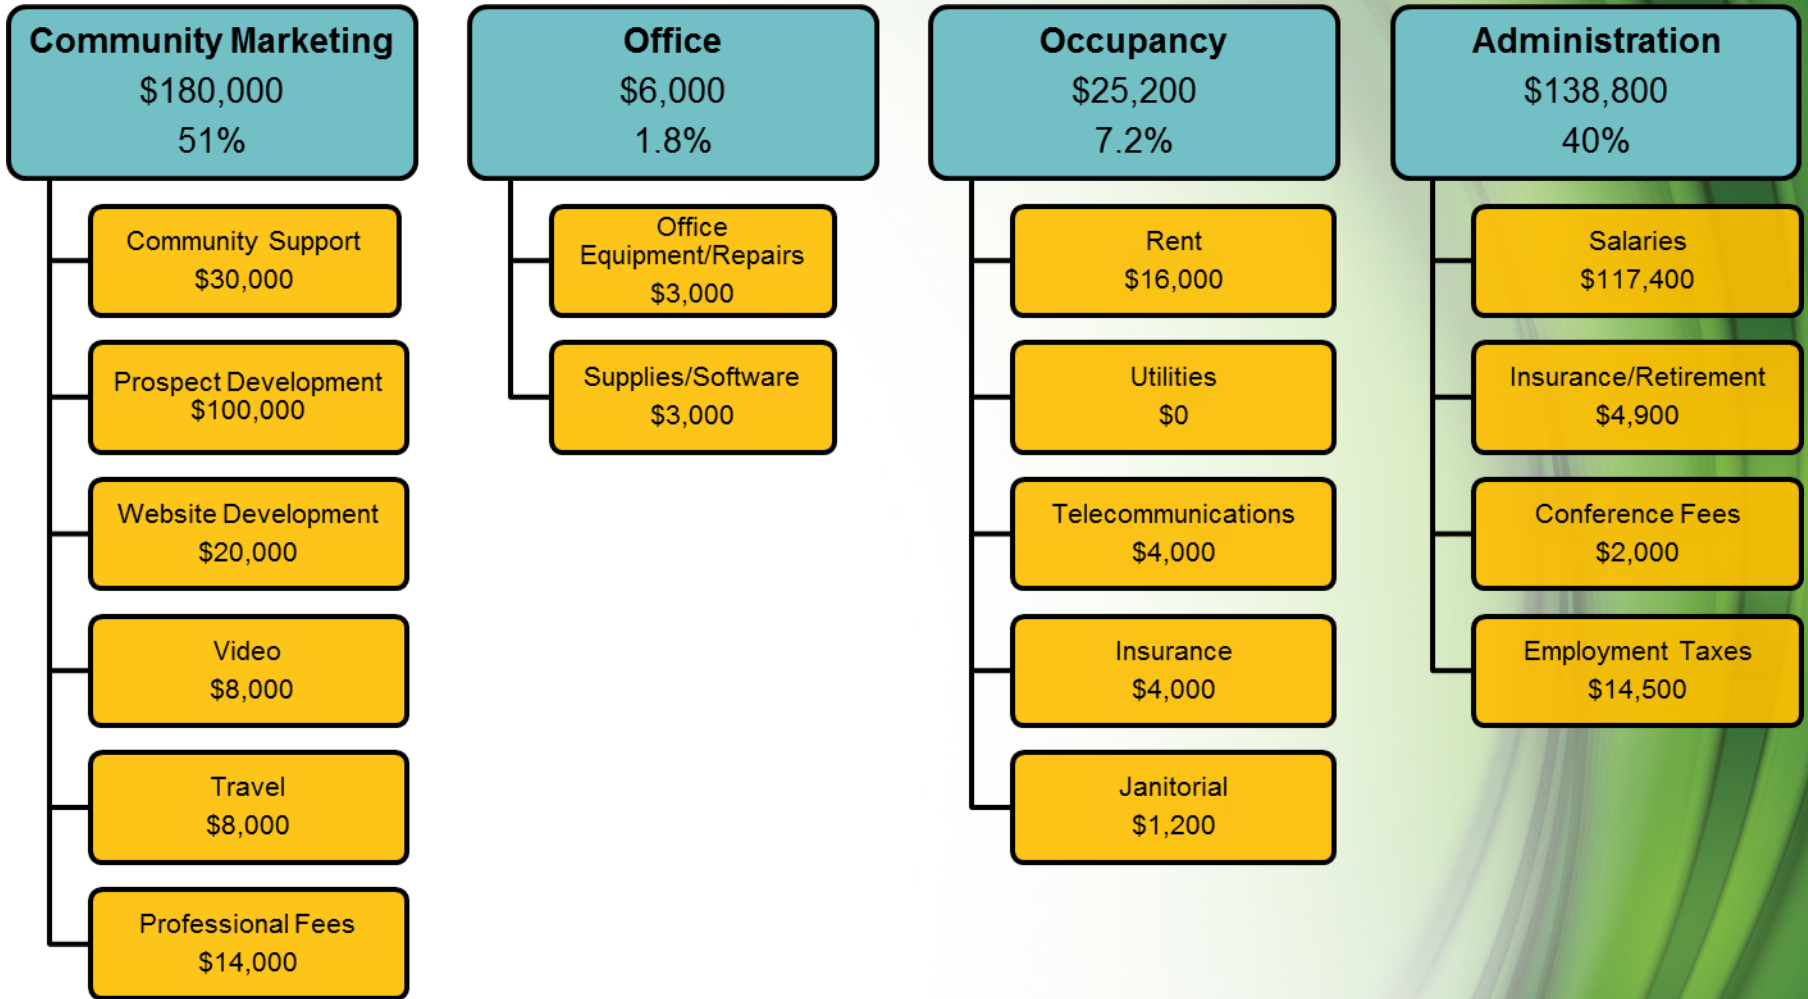 Community Marketing
$180,000
51%
Community Support
$30,000
Prospect Development
$100,000
Website Development
$20,000
Video
$8,000
Travel
$8,000
Professional Fees
$14,000
Office
$6,000
1.8%
Office
Equipment/Repairs
$3,000
Supplies/Software
$3,000
Occupancy
$25,200
7.2%
Rent
$16,000
Utilities
$0
Telecommunications
$4,000
Insurance
$4,000
Janitorial
$1,200
Administration
$138,800
40%
Salaries
$117,400
Insurance/Retirement
$4,900
Conference Fees
$2,000
Employment Taxes
$14,500